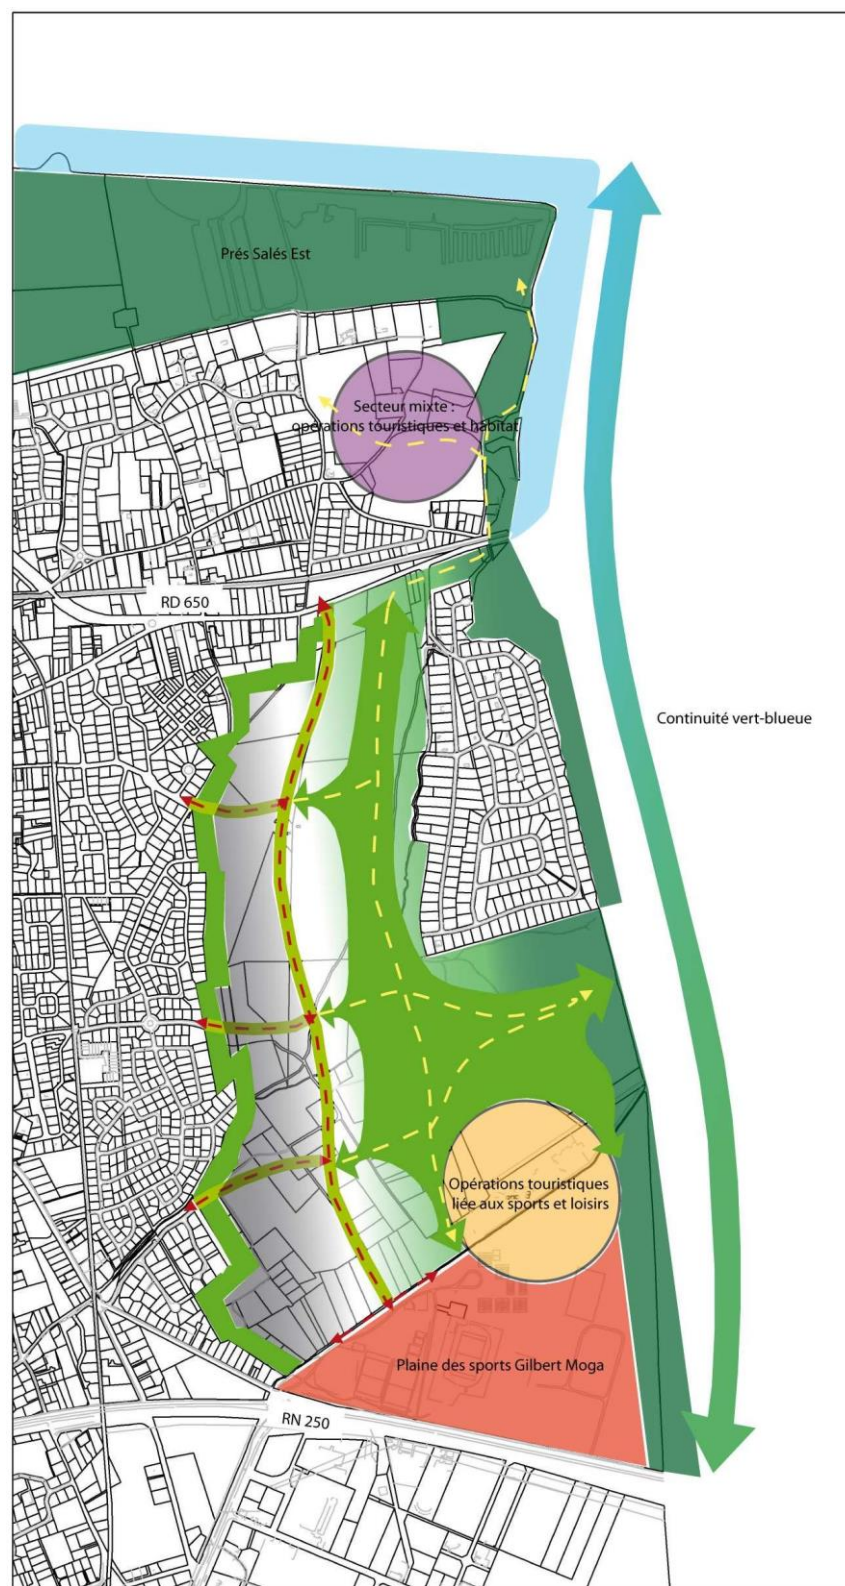 Prés Salés Est
Secteur mixte :
opérations touristiques et habitat
RD 650
Continuité vert-blueue
Opérations touristiques
liée aux sports et loisirs
Plaine des sports Gilbert Moga
RN 250